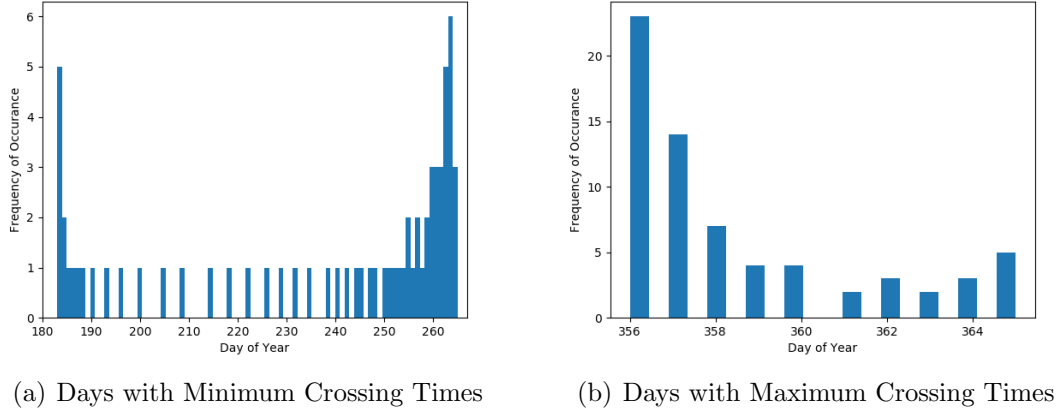 6
5
4
3
2
1
0
Frequency of Occurance
180 190 200 210 220 230 240 250 260
Day of Year
(a) Days with Minimum Crossing Times
20
15
10
5
0
Frequency of Occurance
356 358 360 362 364
Day of Year
(b) Days with Maximum Crossing Times